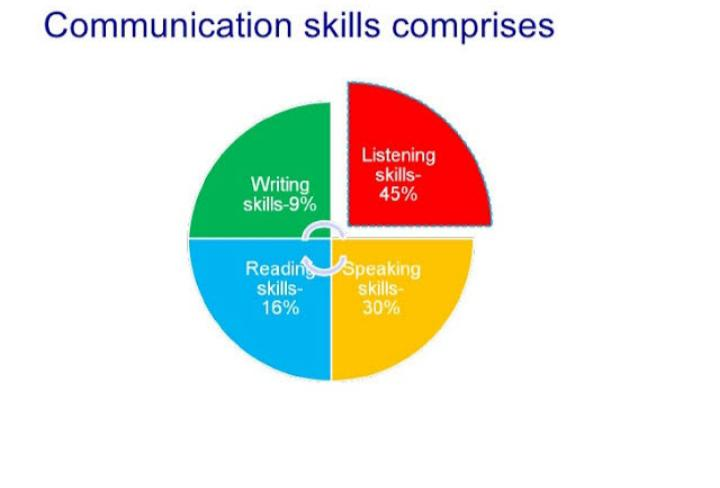 Communication skills comprises
Listening
skills-
45%
Writing
skills-9%
Reading
skills-
16%
Speaking
skills-
30%